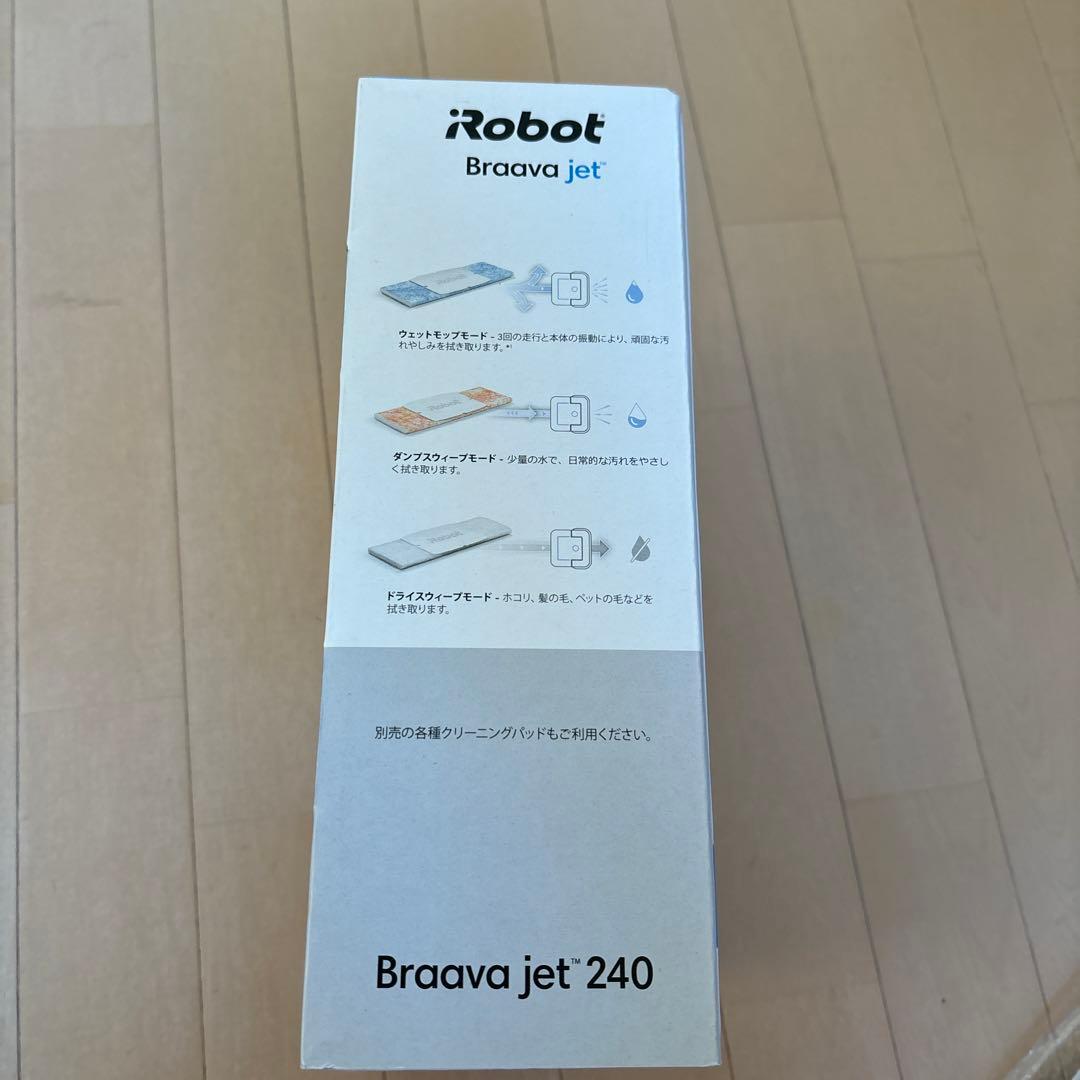 iRobot
Braava jet™
iRobot
ウェットモップモード - 3回の走行と本体の振動により、頑固な汚
れやしみを拭き取ります。*¹
iRobot
ダンプスウィープモード - 少量の水で、日常的な汚れをやさし
く拭き取ります。
iRobot
ドライスウィープモード - ホコリ、髪の毛、ペットの毛などを
拭き取ります。
別売の各種クリーニングパッドもご利用ください。
Braava jet™ 240